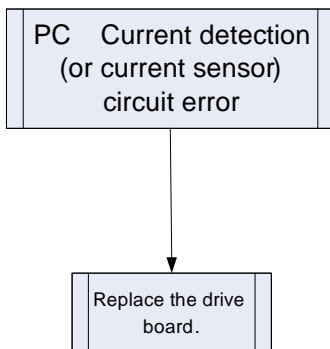 PC Current detection
(or current sensor)
circuit error
Replace the drive
board.